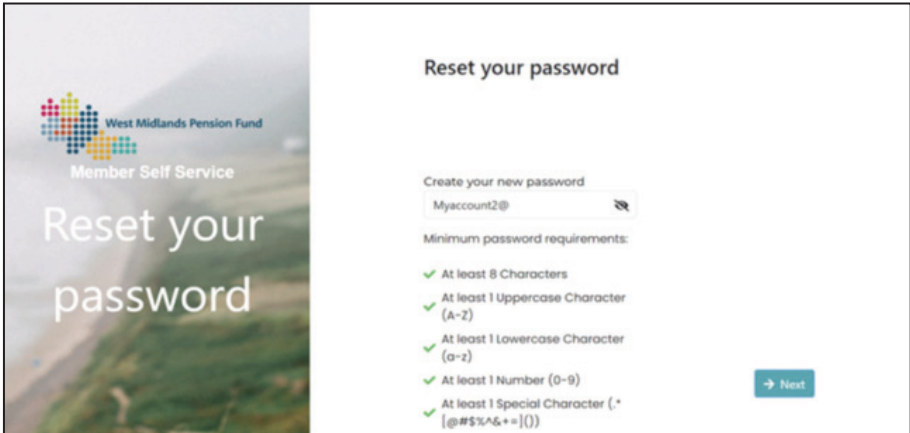 West Midlands Pension Fund
Member Self Service
Reset your
password
Reset your password
Create your new password
Myaccount2@
Minimum password requirements:
At least 8 Characters
At least 1 Uppercase Character
(A-Z)
At least 1 Lowercase Character
(a-z)
At least 1 Number (0-9)
At least 1 Special Character (.*
[@#$%^&+=]())
Next